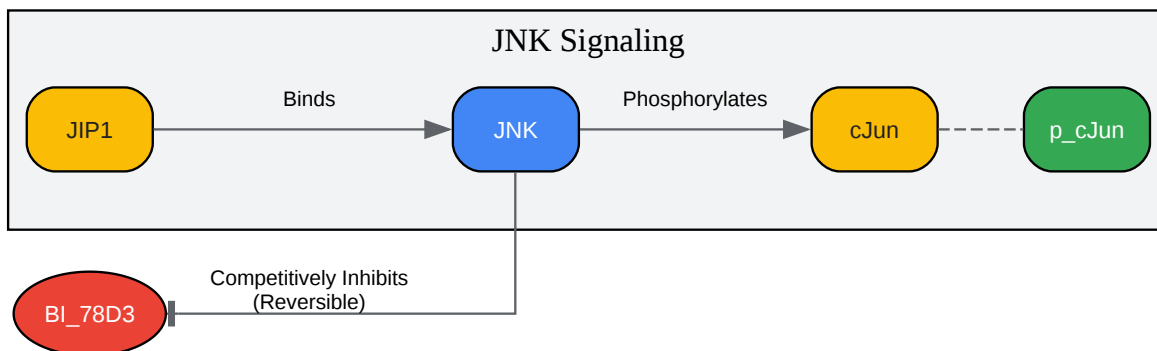 JNK Signaling
Binds
Phosphorylates
JIP1
JNK
cJun
p_cJun
Competitively Inhibits
(Reversible)
BI_78D3